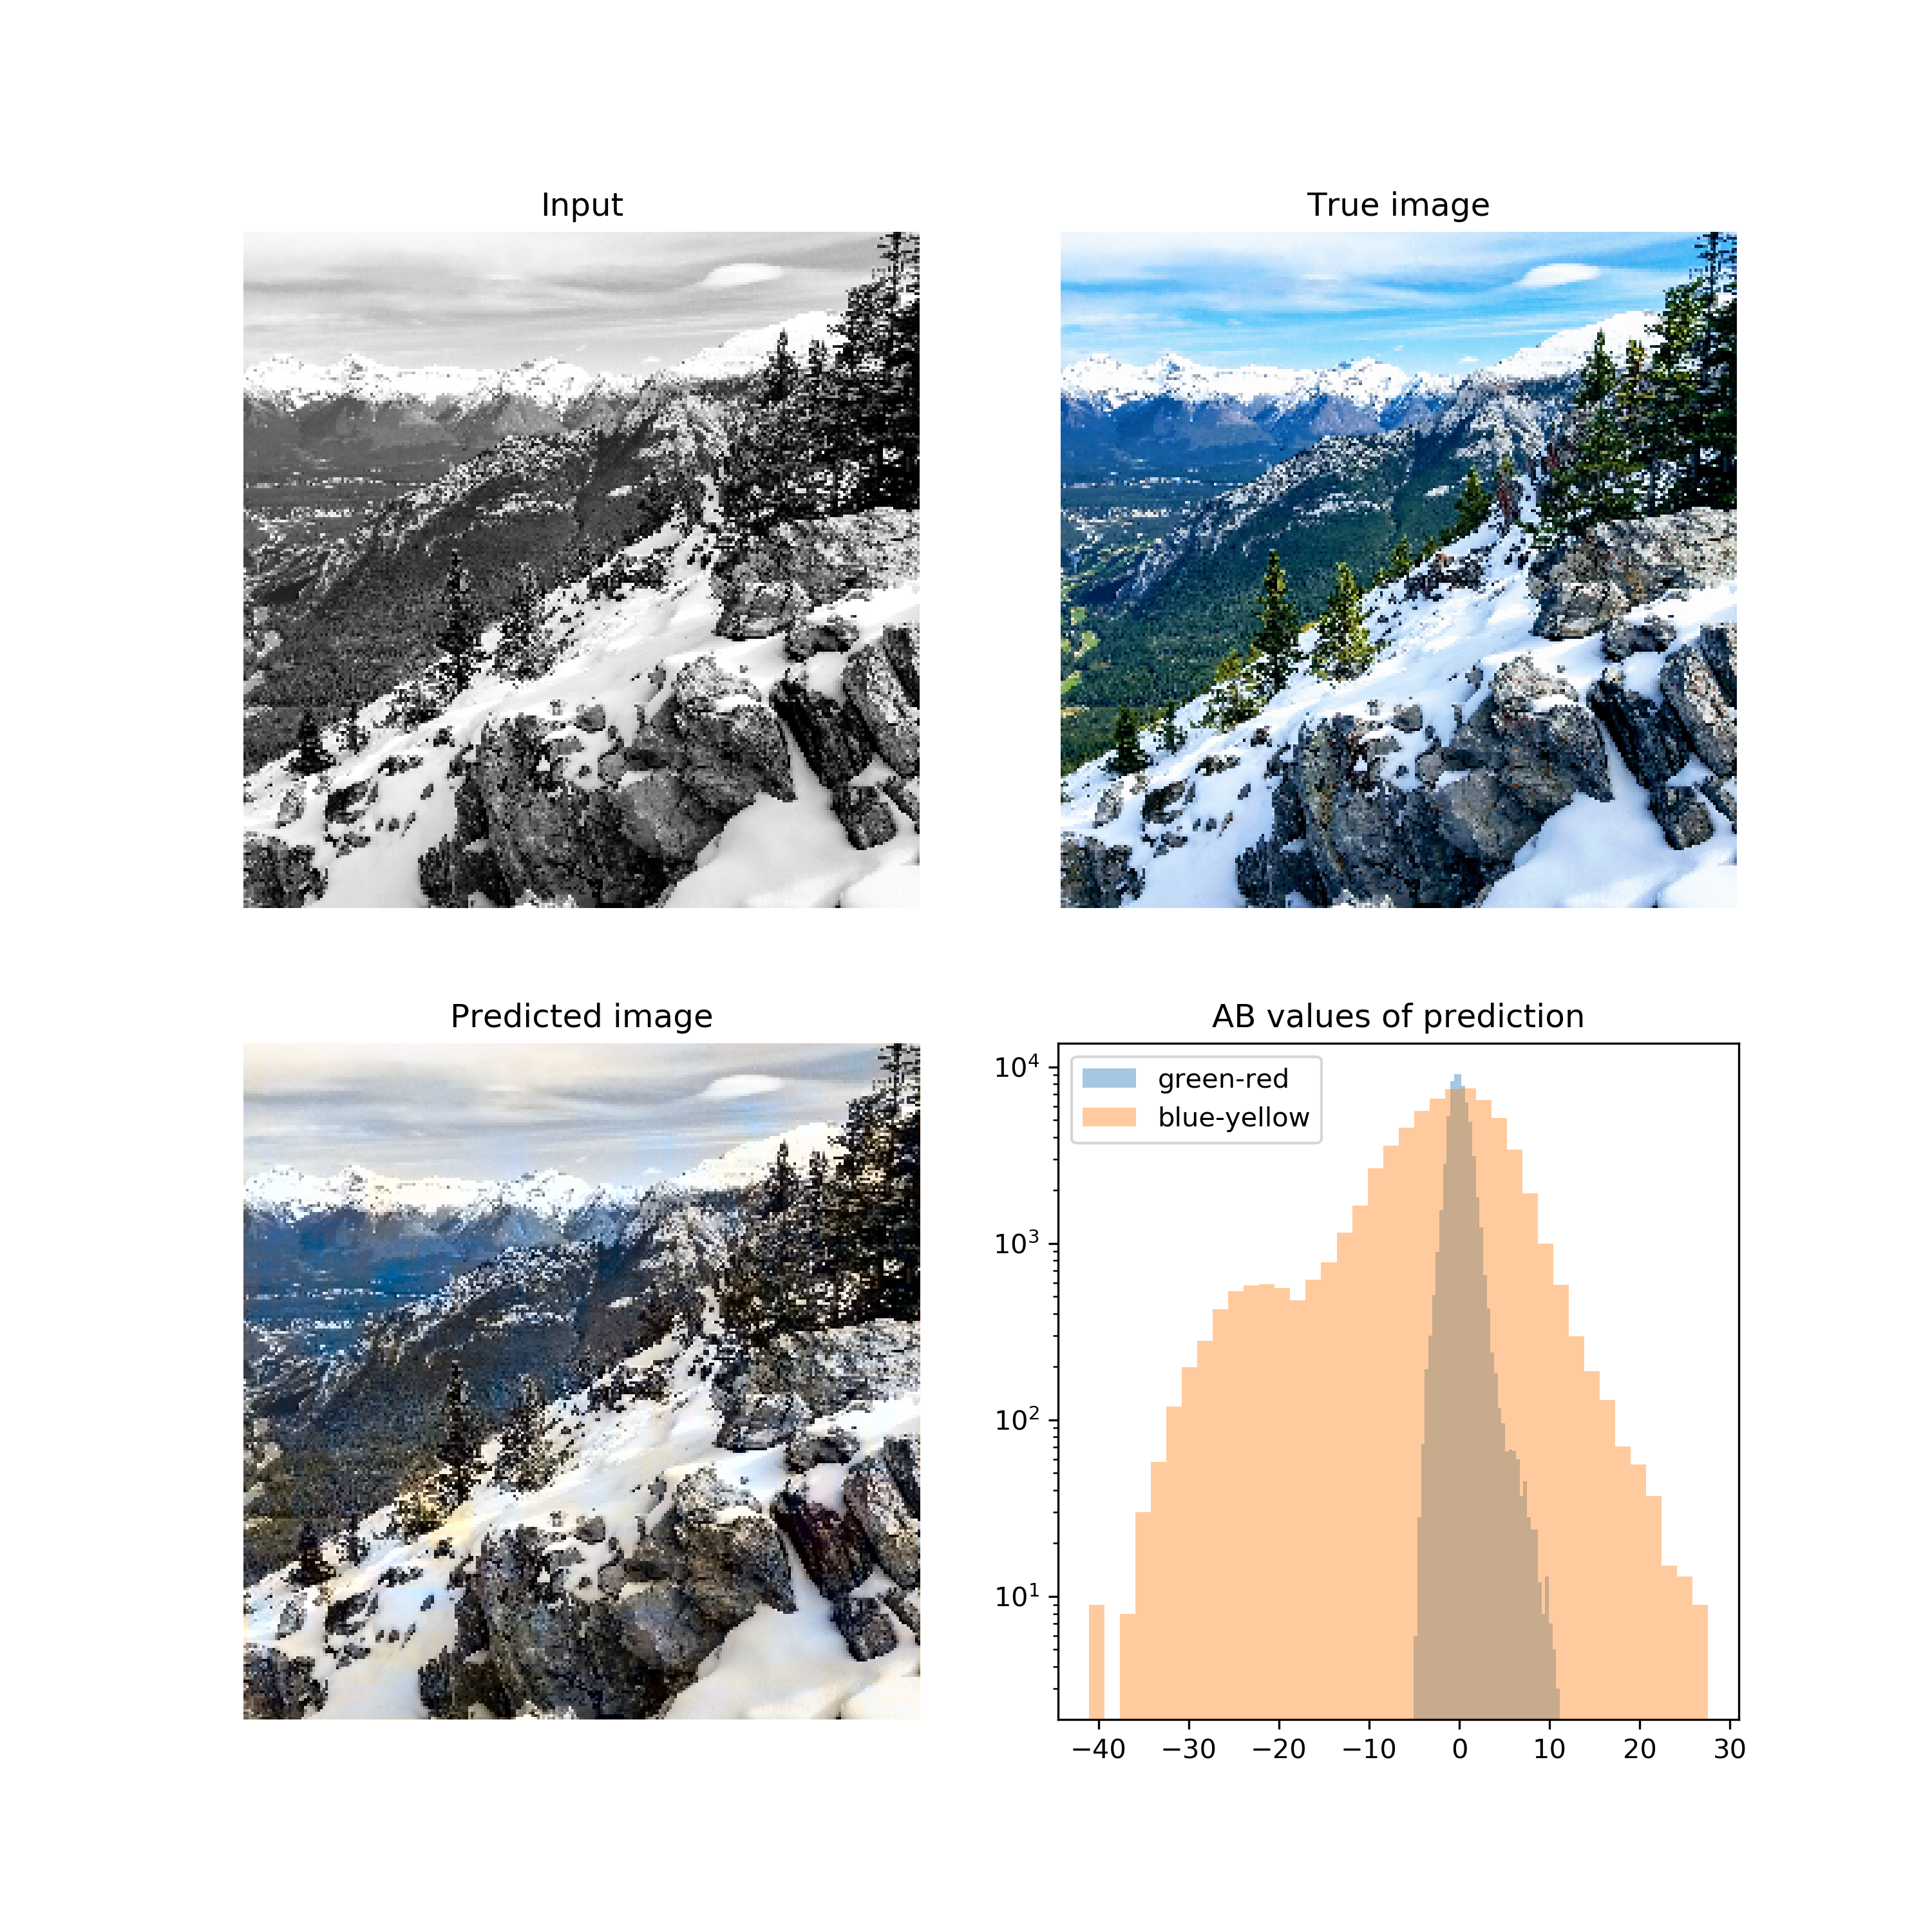 Input
True image
Predicted image
AB values of prediction
green-red
blue-yellow
10⁴
10³
10²
10¹
−40 −30 −20 −10 0 10 20 30